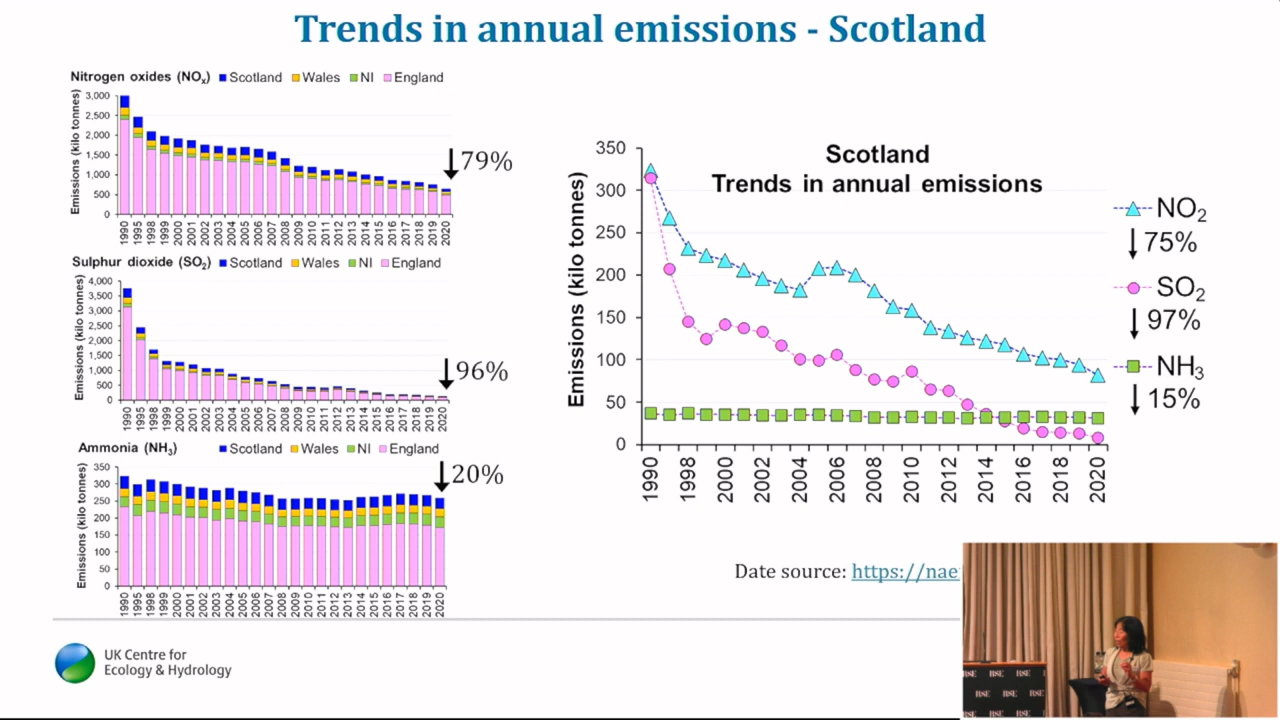 Trends in annual emissions - Scotland
Nitrogen oxides (NOₓ) Scotland Wales NI England
Emissions (kilo tonnes)
3,000
2,500
2,000
1,500
1,000
500
0
79%
1990 1995 1998 1999 2000 2001 2002 2003 2004 2005 2006 2007 2008 2009 2010 2011 2012 2013 2014 2015 2016 2017 2018 2019 2020
Sulphur dioxide (SO₂) Scotland Wales NI England
Emissions (kilo tonnes)
4,000
3,500
3,000
2,500
2,000
1,500
1,000
500
0
96%
1990 1995 1998 1999 2000 2001 2002 2003 2004 2005 2006 2007 2008 2009 2010 2011 2012 2013 2014 2015 2016 2017 2018 2019 2020
Ammonia (NH₃) Scotland Wales NI England
Emissions (kilo tonnes)
350
300
250
200
150
100
50
0
20%
1990 1995 1998 1999 2000 2001 2002 2003 2004 2005 2006 2007 2008 2009 2010 2011 2012 2013 2014 2015 2016 2017 2018 2019 2020
Scotland
Trends in annual emissions
Emissions (kilo tonnes)
350
300
250
200
150
100
50
0
1990 1998 2000 2002 2004 2006 2008 2010 2012 2014 2016 2018 2020
NO₂
75%
SO₂
97%
NH₃
15%
Date source: https://nae
UK Centre for
Ecology & Hydrology
RSE RSE RSE
RSE RSE RSE
RSE RSE RSE